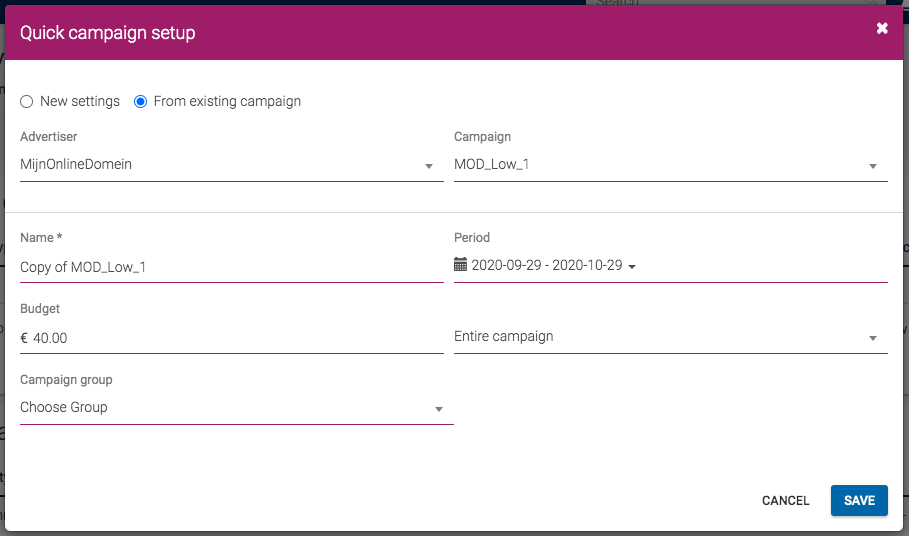 Search
Quick campaign setup
New settings From existing campaign
Advertiser Campaign
MijnOnlineDomein MOD_Low_1
Name * Period
Copy of MOD_Low_1 2020-09-29 - 2020-10-29
Budget
€ 40.00 Entire campaign
Campaign group
Choose Group
CANCEL SAVE